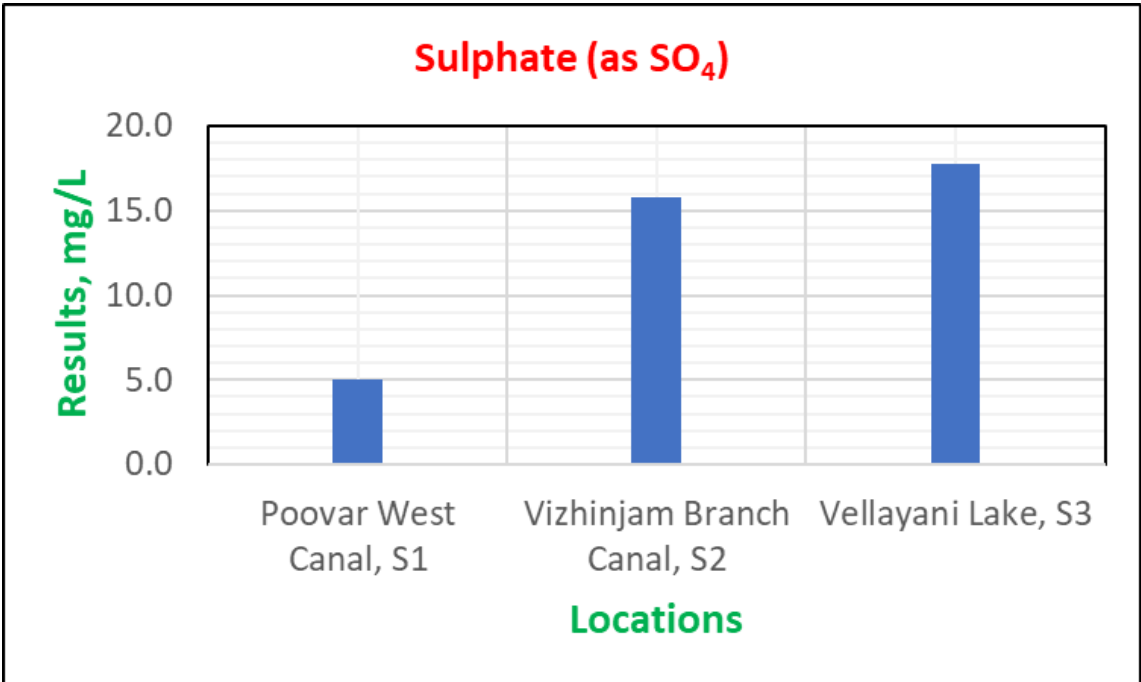 Sulphate (as SO₄)
Results, mg/L
20.0
15.0
10.0
5.0
0.0
Poovar West
Canal, S1
Vizhinjam Branch
Canal, S2
Vellayani Lake, S3
Locations